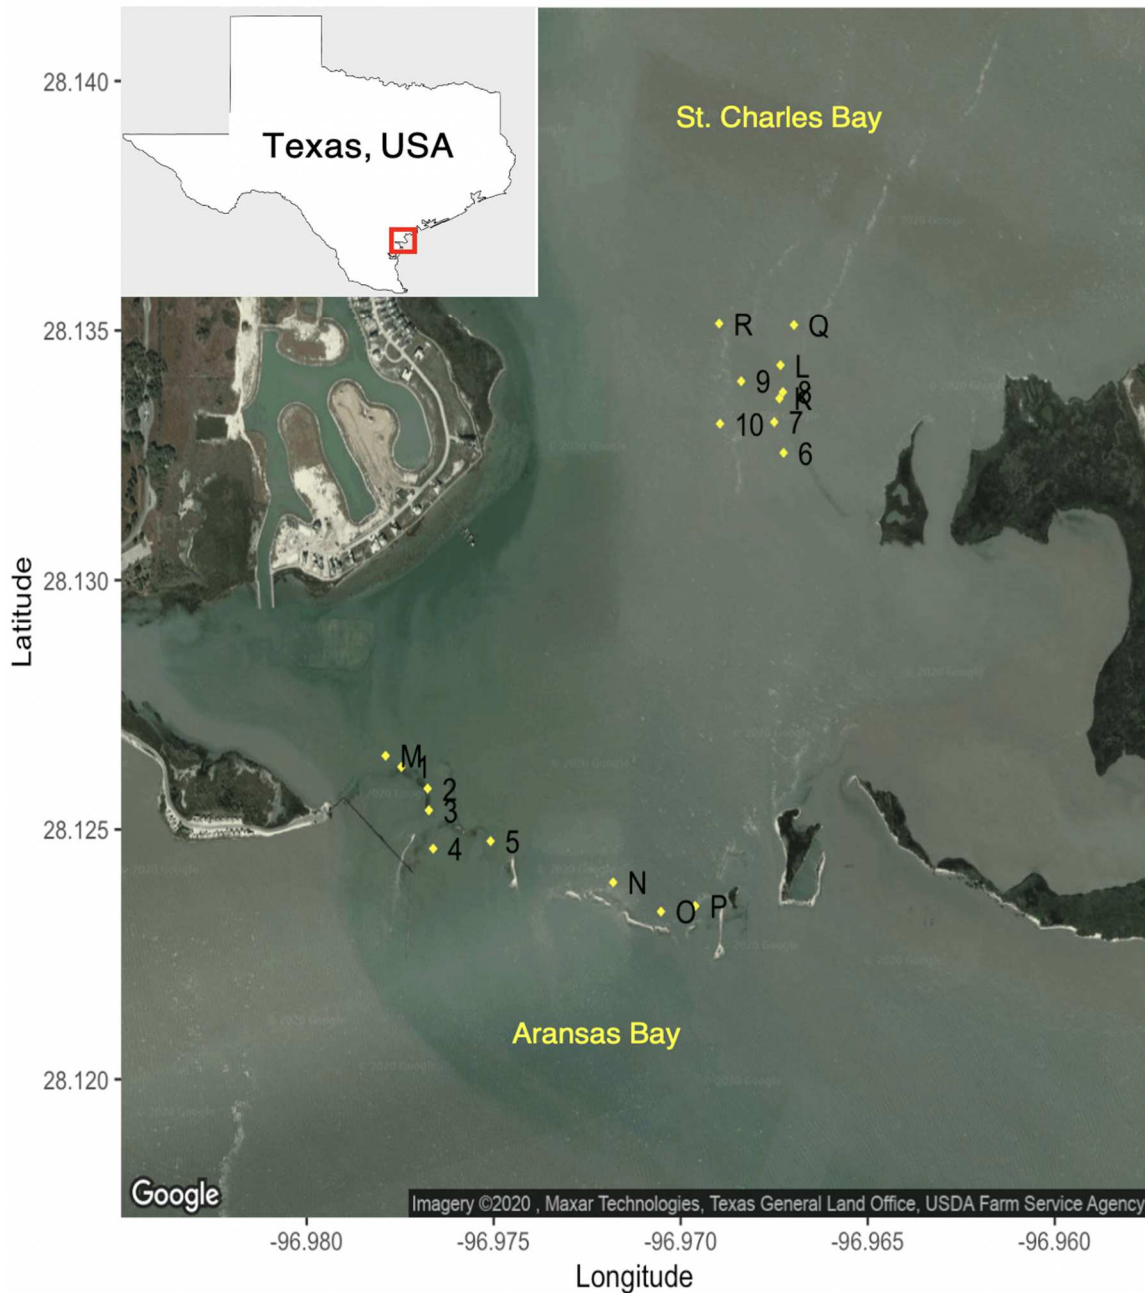 28.140
28.135
28.130
28.125
28.120
Latitude
Texas, USA
St. Charles Bay
R
Q
L
9
8
K
10
7
6
M
1
2
3
4
5
N
O
P
Aransas Bay
© 2020 Google
Google
Imagery ©2020 , Maxar Technologies, Texas General Land Office, USDA Farm Service Agency
-96.980
-96.975
-96.970
-96.965
-96.960
Longitude